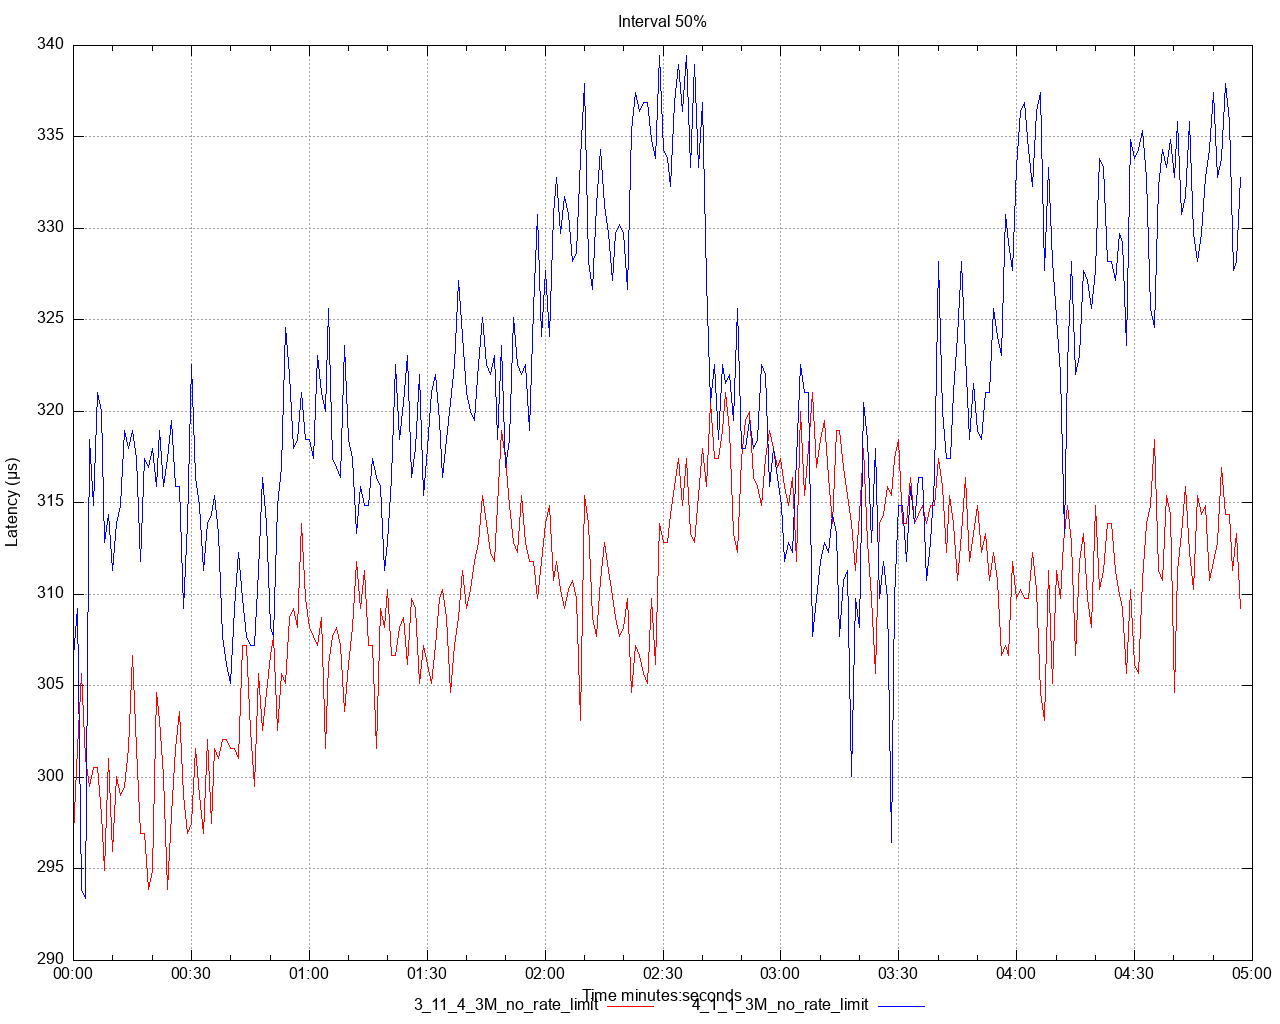 Interval 50%
340
335
330
325
320
315
310
305
300
295
290
Latency (µs)
00:00 00:30 01:00 01:30 02:00 02:30 03:00 03:30 04:00 04:30 05:00
Time minutes:seconds
3_11_4_3M_no_rate_limit 4_1_1_3M_no_rate_limit